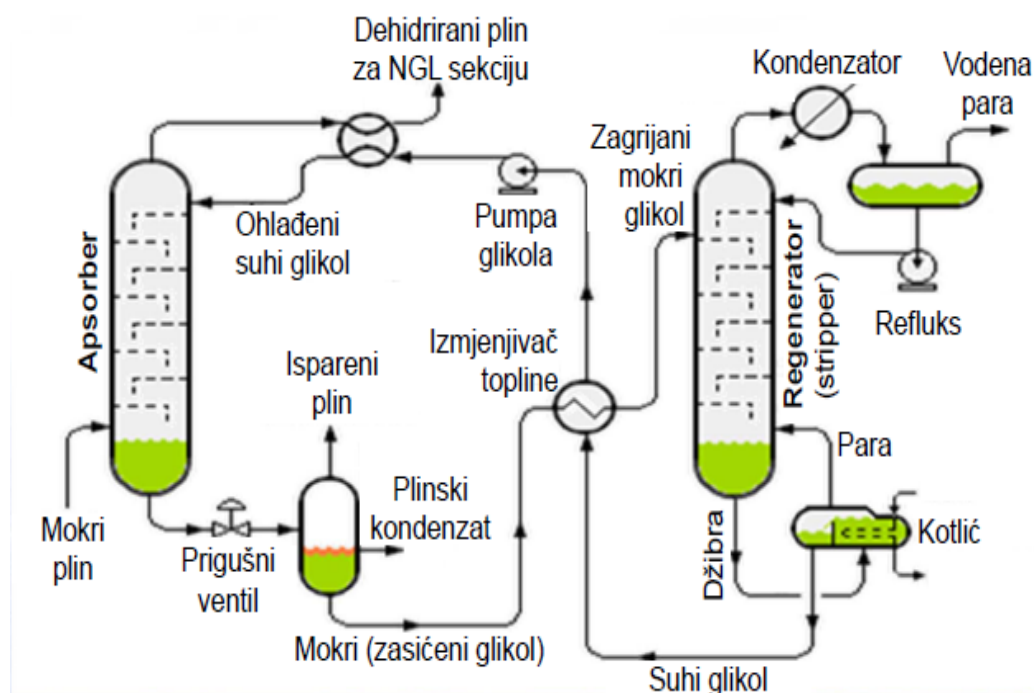 Dehidrirani plin
za NGL sekciju
Kondenzator
Vodena
para
Zagrijani
mokri
glikol
Ohlađeni
suhi glikol
Pumpa
glikola
Apsorber
Regenerator
(stripper)
Refluks
Izmjenjivač
topline
Ispareni
plin
Para
Plinski
kondenzat
Mokri
plin
Prigušni
ventil
Džibra
Kotlić
Mokri (zasićeni glikol)
Suhi glikol